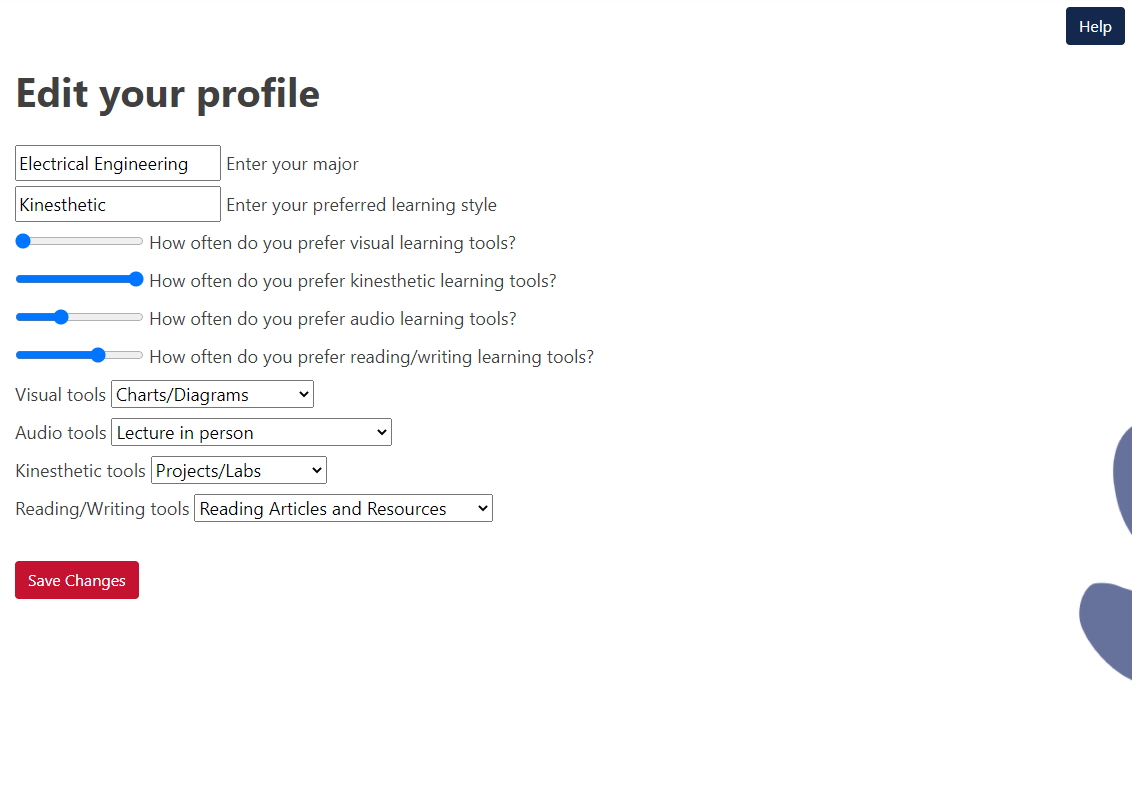 Help
Edit your profile
Electrical Engineering Enter your major
Kinesthetic Enter your preferred learning style
How often do you prefer visual learning tools?
How often do you prefer kinesthetic learning tools?
How often do you prefer audio learning tools?
How often do you prefer reading/writing learning tools?
Visual tools Charts/Diagrams
Audio tools Lecture in person
Kinesthetic tools Projects/Labs
Reading/Writing tools Reading Articles and Resources
Save Changes